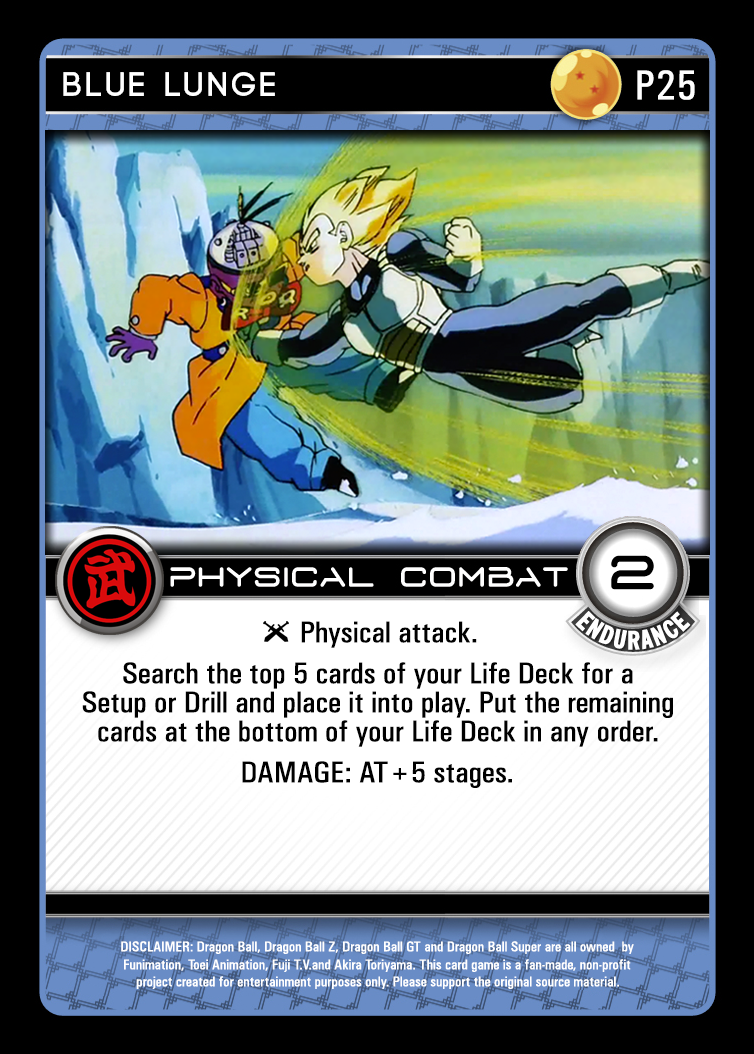 BLUE LUNGE
P25
武
PHYSICAL COMBAT
2
ENDURANCE
Physical attack.
Search the top 5 cards of your Life Deck for a
Setup or Drill and place it into play. Put the remaining
cards at the bottom of your Life Deck in any order.
DAMAGE: AT+5 stages.
DISCLAIMER: Dragon Ball, Dragon Ball Z, Dragon Ball GT and Dragon Ball Super are all owned by
Funimation, Toei Animation, Fuji T.V.and Akira Toriyama. This card game is a fan-made, non-profit
project created for entertainment purposes only. Please support the original source material.